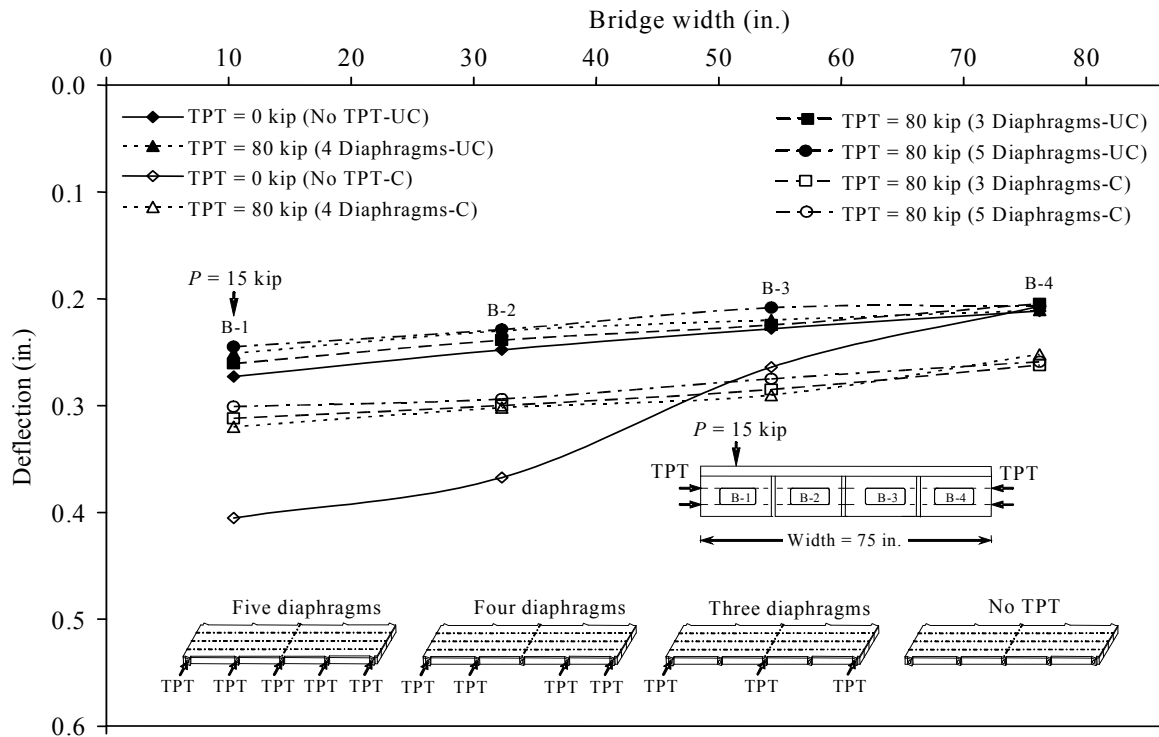 Bridge width (in.)
0 10 20 30 40 50 60 70 80
Deflection (in.)
0.0
0.1
0.2
0.3
0.4
0.5
0.6
TPT = 0 kip (No TPT-UC)
TPT = 80 kip (4 Diaphragms-UC)
TPT = 0 kip (No TPT-C)
TPT = 80 kip (4 Diaphragms-C)
TPT = 80 kip (3 Diaphragms-UC)
TPT = 80 kip (5 Diaphragms-UC)
TPT = 80 kip (3 Diaphragms-C)
TPT = 80 kip (5 Diaphragms-C)
P = 15 kip
B-1
B-2
B-3
B-4
P = 15 kip
TPT TPT
B-1 B-2 B-3 B-4
Width = 75 in.
Five diaphragms
TPT TPT TPT TPT TPT
Four diaphragms
TPT TPT TPT TPT
Three diaphragms
TPT TPT TPT
No TPT